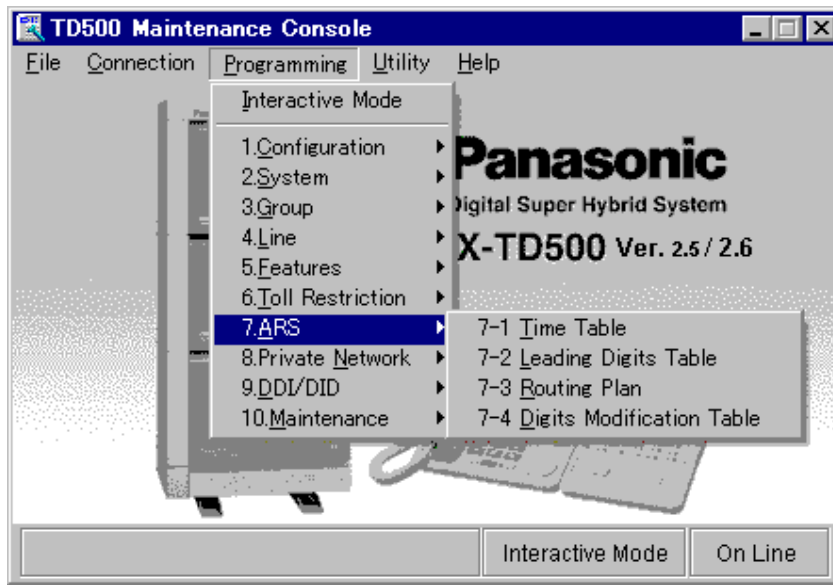 TD500 Maintenance Console
File Connection Programming Utility Help
Interactive Mode
1.Configuration
2.System
3.Group
4.Line
5.Features
6.Toll Restriction
7.ARS
8.Private Network
9.DDI/DID
10.Maintenance
7-1 Time Table
7-2 Leading Digits Table
7-3 Routing Plan
7-4 Digits Modification Table
Panasonic
Digital Super Hybrid System
X-TD500 Ver. 2.5/2.6
Interactive Mode
On Line